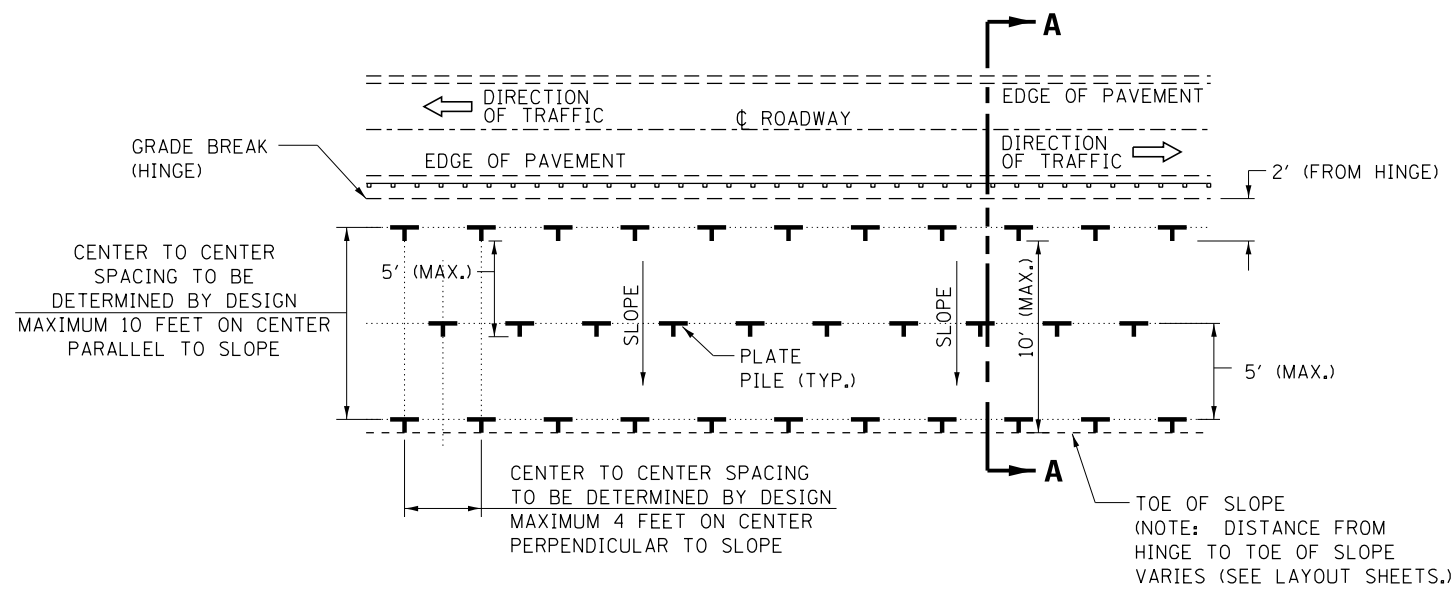 A
DIRECTION
OF TRAFFIC
EDGE OF PAVEMENT
℄ ROADWAY
GRADE BREAK
(HINGE)
EDGE OF PAVEMENT
DIRECTION
OF TRAFFIC
2' (FROM HINGE)
CENTER TO CENTER
SPACING TO BE
DETERMINED BY DESIGN
MAXIMUM 10 FEET ON CENTER
PARALLEL TO SLOPE
5' (MAX.)
SLOPE
SLOPE
10' (MAX.)
PLATE
PILE (TYP.)
5' (MAX.)
CENTER TO CENTER SPACING
TO BE DETERMINED BY DESIGN
MAXIMUM 4 FEET ON CENTER
PERPENDICULAR TO SLOPE
A
TOE OF SLOPE
(NOTE: DISTANCE FROM
HINGE TO TOE OF SLOPE
VARIES (SEE LAYOUT SHEETS.)